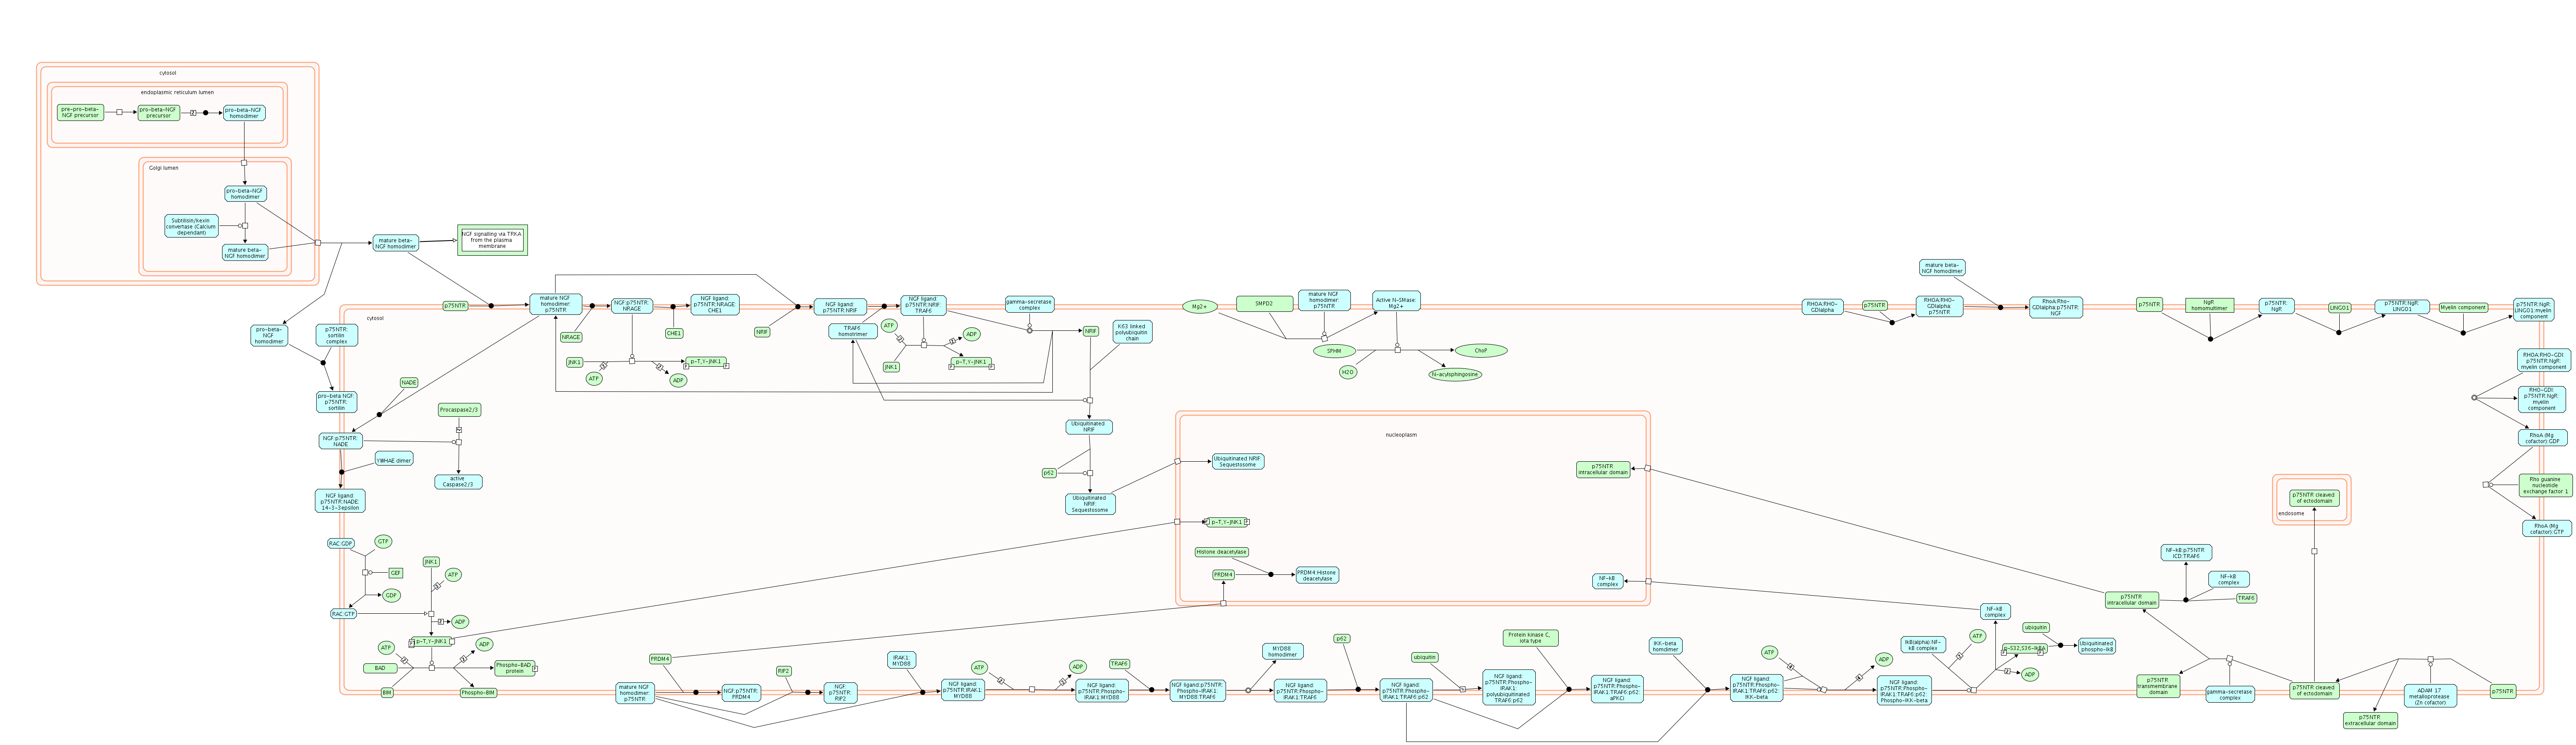 cytosol
endoplasmic reticulum lumen
pre-pro-beta-
NGF precursor
pro-beta-NGF
precursor
2
pro-beta-NGF
homodimer
Golgi lumen
pro-beta-NGF
homodimer
Subtilisin/kexin
convertase (Calcium
dependant)
mature beta-
NGF homodimer
mature beta-
NGF homodimer
NGF signalling via TRKA
from the plasma
membrane
pro-beta-
NGF
homodimer
p75NTR:
sortilin
complex
cytosol
pro-beta NGF:
p75NTR:
sortilin
p75NTR
mature NGF
homodimer:
p75NTR
NRAGE
NGF:p75NTR:
NRAGE
CHE1
NGF ligand:
p75NTR:NRAGE:
CHE1
JNK1
ATP
ADP
p-T,Y-JNK1
P
P
NRIF
NGF ligand:
p75NTR:NRIF
TRAF6
homotrimer
NGF ligand:
p75NTR:NRIF:
TRAF6
ATP
JNK1
ADP
p-T,Y-JNK1
P
P
gamma-secretase
complex
NRIF
K63 linked
polyubiquitin
chain
Ubiquitinated
NRIF
p62
Ubiquitinated
NRIF:
Sequestosome
Mg2+
SMPD2
mature NGF
homodimer:
p75NTR
Active N-SMase:
Mg2+
SPHM
H2O
ChoP
N-acylsphingosine
RHOA:RHO-
GDIalpha
p75NTR
RHOA:RHO-
GDIalpha:
p75NTR
mature beta-
NGF homodimer
RhoA:Rho-
GDIalpha:p75NTR:
NGF
p75NTR
NgR
homomultimer
p75NTR:
NgR
LINGO1
p75NTR:NgR:
LINGO1
Myelin component
p75NTR:NgR:
LINGO1:myelin
component
RHOA:RHO-GDI:
p75NTR:NgR:
myelin component
RHO-GDI:
p75NTR:NgR:
myelin
component
RhoA (Mg
cofactor):GDP
Rho guanine
nucleotide
exchange factor 1
RhoA (Mg
cofactor):GTP
NADE
NGF:p75NTR:
NADE
Procaspase2/3
active
Caspase2/3
YWHAE dimer
NGF ligand:
p75NTR:NADE:
14-3-3epsilon
RAC:GDP
GTP
GEF
GDP
RAC:GTP
JNK1
ATP
ADP
p-T,Y-JNK1
ATP
ADP
BAD
BIM
Phospho-BAD
protein
P
Phospho-BIM
nucleoplasm
Ubiquitinated NRIF:
Sequestosome
p75NTR
intracellular domain
p-T,Y-JNK1
P
P
Histone deacetylase
PRDM4
PRDM4:Histone
deacetylase
NF-kB
complex
PRDM4
mature NGF
homodimer:
p75NTR
NGF:p75NTR:
PRDM4
RIP2
NGF:
p75NTR:
RIP2
IRAK1:
MYD88
NGF ligand:
p75NTR:IRAK1:
MYD88
ATP
ADP
NGF ligand:
p75NTR:Phospho-
IRAK1:MYD88
TRAF6
NGF ligand:p75NTR:
Phospho-IRAK1:
MYD88:TRAF6
MYD88
homodimer
NGF ligand:
p75NTR:Phospho-
IRAK1:TRAF6
p62
NGF ligand:
p75NTR:Phospho-
IRAK1:TRAF6:p62
ubiquitin
NGF ligand:
p75NTR:Phospho-
IRAK1:
polyubiquitinated
TRAF6:p62
Protein kinase C,
iota type
NGF ligand:
p75NTR:Phospho-
IRAK1:TRAF6:p62:
aPKCi
IKK-beta
homdimer
NGF ligand:
p75NTR:Phospho-
IRAK1:TRAF6:p62:
IKK-beta
ATP
ADP
NGF ligand:
p75NTR:Phospho-
IRAK1:TRAF6:p62:
Phospho-IKK-beta
IkB(alpha):NF-
kB complex
ATP
NF-kB
complex
ubiquitin
p-S32,S36-IKBA
P
P
ADP
Ubiquitinated
phospho-IkB
NF-kB:p75NTR
ICD:TRAF6
NF-kB
complex
TRAF6
p75NTR
intracellular domain
endosome
p75NTR cleaved
of ectodomain
p75NTR
transmembrane
domain
gamma-secretase
complex
p75NTR cleaved
of ectodomain
p75NTR
extracellular domain
ADAM 17
metalloprotease
(Zn cofactor)
p75NTR